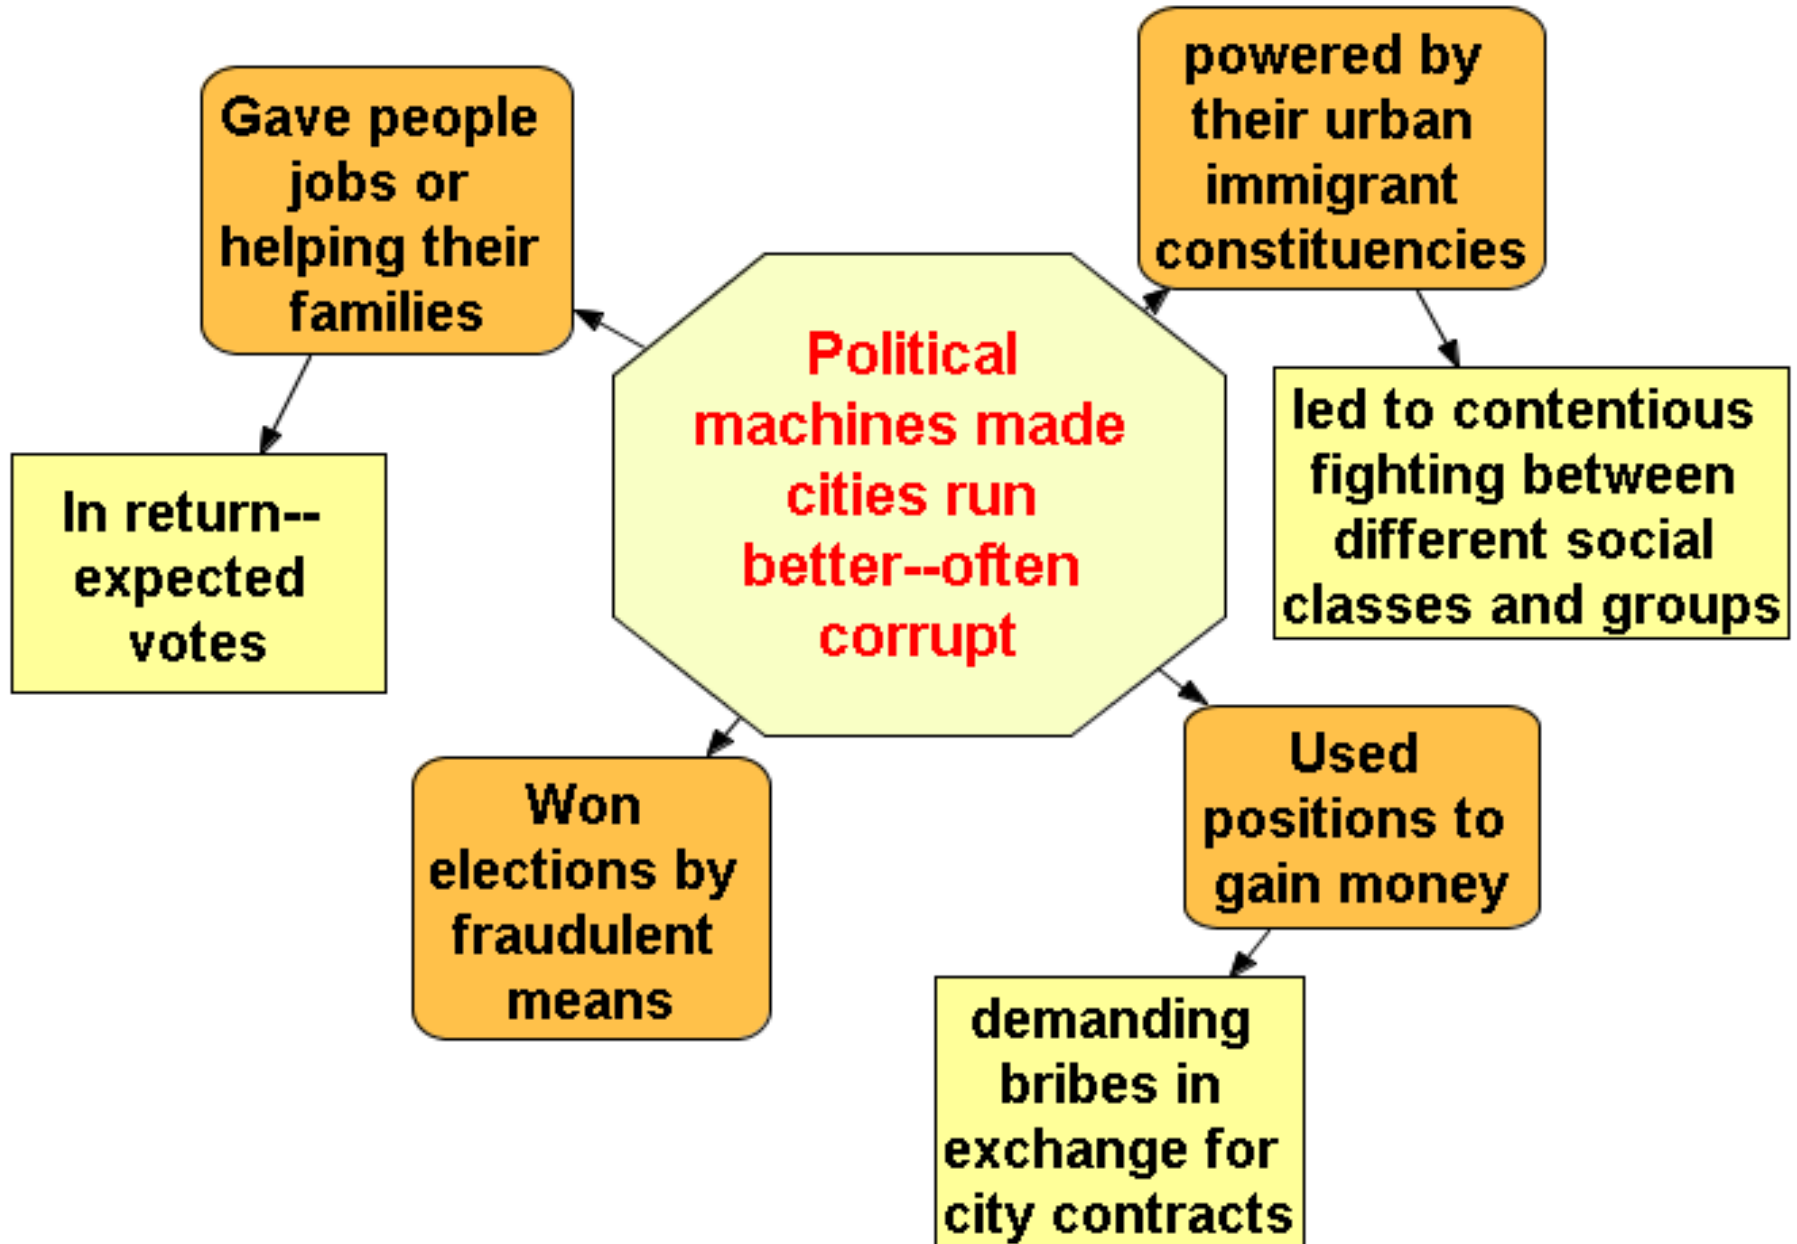 Gave people
jobs or
helping their
families
In return--
expected
votes
powered by
their urban
immigrant
constituencies
led to contentious
fighting between
different social
classes and groups
Political
machines made
cities run
better--often
corrupt
Won
elections by
fraudulent
means
Used
positions to
gain money
demanding
bribes in
exchange for
city contracts